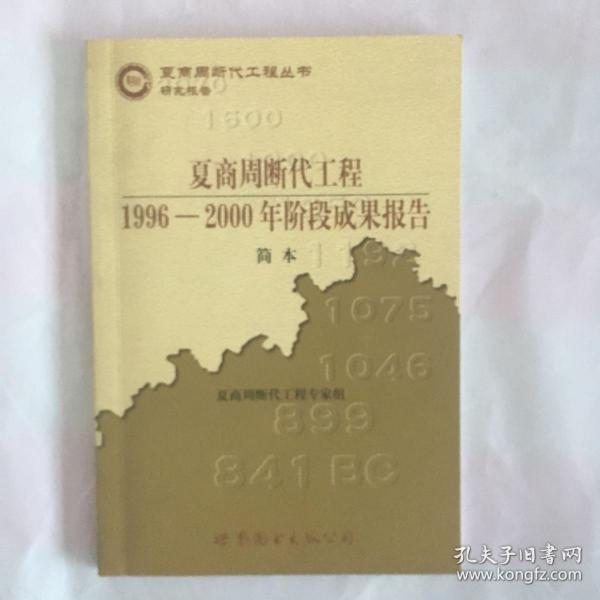 夏商周断代工程丛书
研究报告
2070
1600
1300
夏商周断代工程
1996—2000年阶段成果报告
简本
1192
1075
1046
夏商周断代工程专家组
899
841 BC
世界图书出版公司
孔夫子旧书网
www.kongfz.com